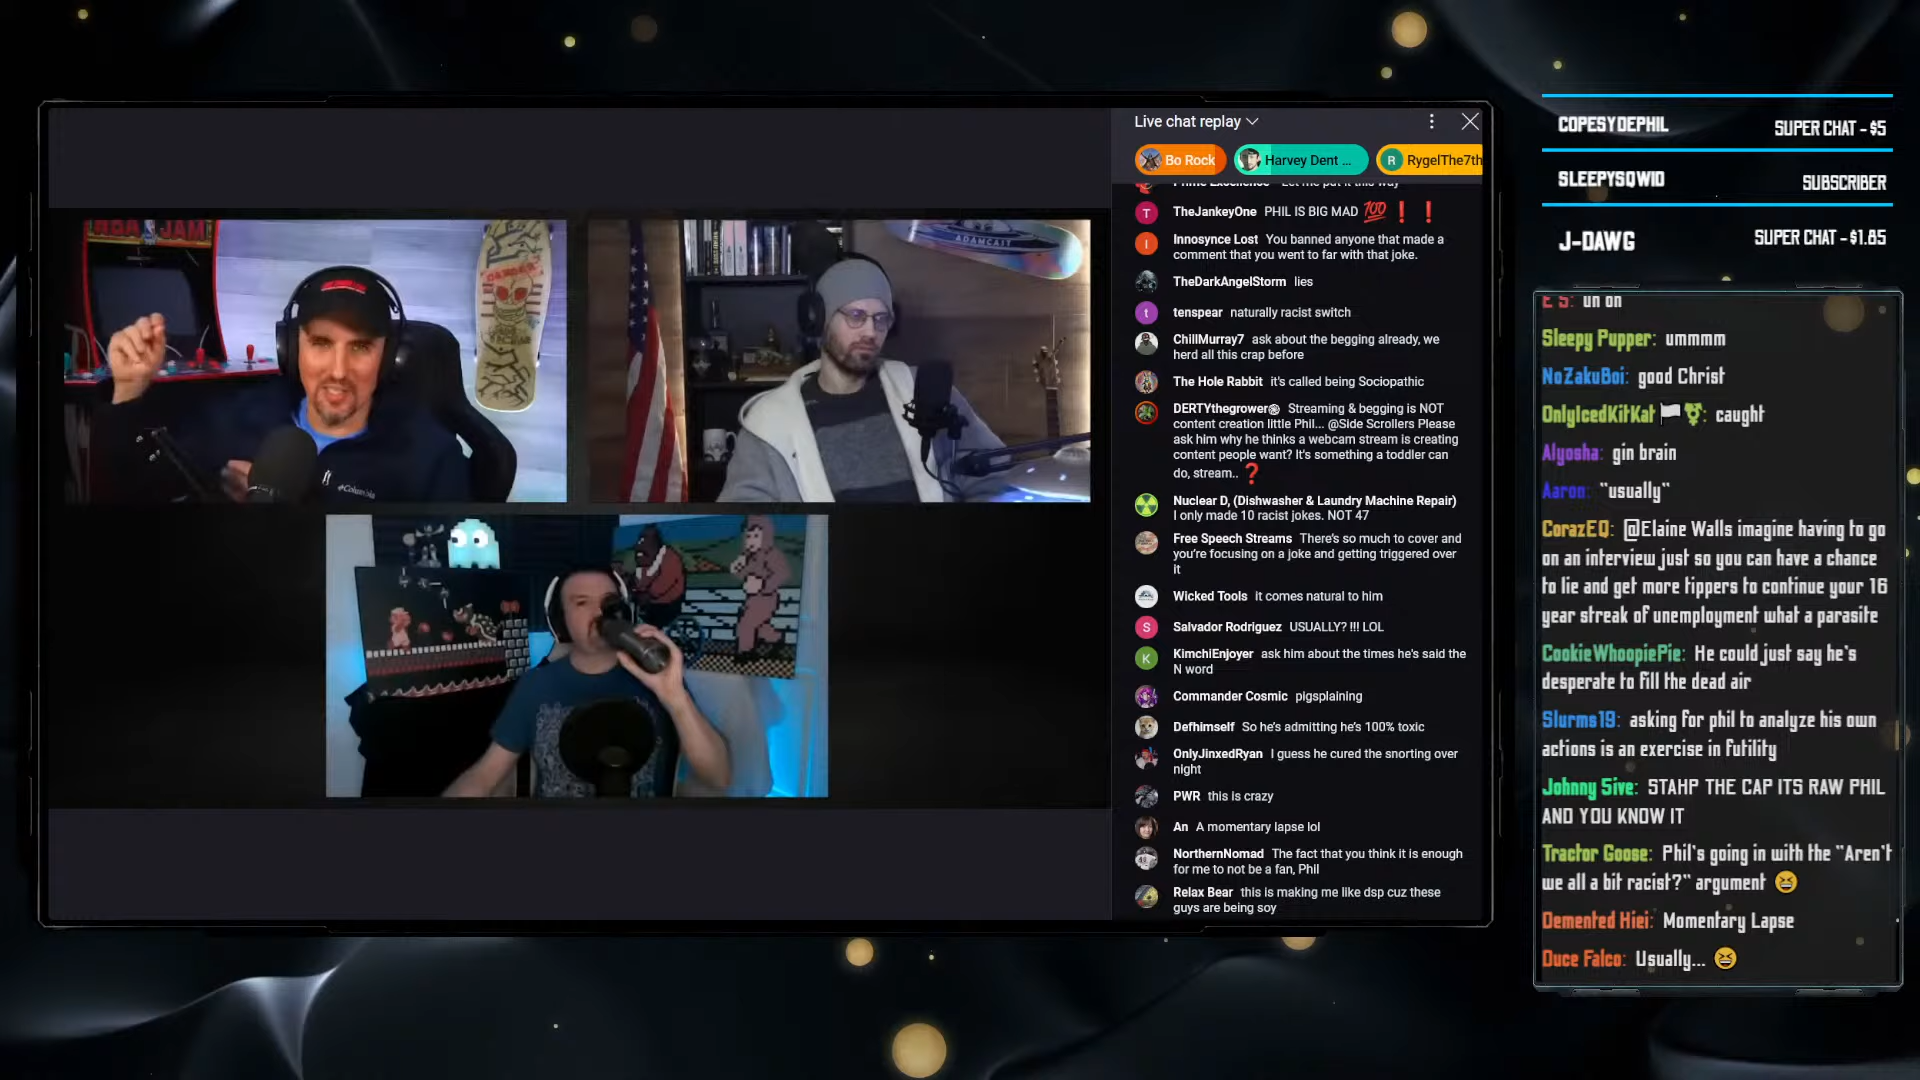 NBA JAM
DANGER
ADAMCAIT
Columbia
Live chat replay
Bo Rock
Harvey Dent ...
R
RygelThe7th
Prime Excellence Let me put it this way
T
TheJankeyOne PHIL IS BIG MAD 💯 ❗ ❗
I
Innosynce Lost You banned anyone that made a
comment that you went to far with that joke.
TheDarkAngelStorm lies
t
tenspear naturally racist switch
ChillMurray7 ask about the begging already, we
herd all this crap before
The Hole Rabbit it's called being Sociopathic
DERTYthegrower֎ Streaming & begging is NOT
content creation little Phil... @Side Scrollers Please
ask him why he thinks a webcam stream is creating
content people want? It's something a toddler can
do, stream.. ❓
Nuclear D, (Dishwasher & Laundry Machine Repair)
I only made 10 racist jokes. NOT 47
Free Speech Streams There's so much to cover and
you're focusing on a joke and getting triggered over
it
Wicked Tools it comes natural to him
S
Salvador Rodriguez USUALLY? !!! LOL
K
KimchiEnjoyer ask him about the times he's said the
N word
Commander Cosmic pigsplaining
Defhimself So he's admitting he's 100% toxic
OnlyJinxedRyan I guess he cured the snorting over
night
PWR this is crazy
An A momentary lapse lol
NorthernNomad The fact that you think it is enough
for me to not be a fan, Phil
Relax Bear this is making me like dsp cuz these
guys are being soy
COPESYDEPHIL SUPER CHAT - $5
SLEEPYSQWID SUBSCRIBER
J-DAWG SUPER CHAT - $1.85
E S: uh oh
Sleepy Pupper: ummmm
NoZakuBoi: good Christ
OnlyIcedKitKat 🏳️⚧: caught
Alyosha: gin brain
Aaron: "usually"
CorazEQ: @Elaine Walls imagine having to go
on an interview just so you can have a chance
to lie and get more tippers to continue your 16
year streak of unemployment what a parasite
CookieWhoopiePie: He could just say he's
desperate to fill the dead air
Slurms19: asking for phil to analyze his own
actions is an exercise in futility
Johnny 5ive: STAHP THE CAP ITS RAW PHIL
AND YOU KNOW IT
Tractor Goose: Phil's going in with the "Aren't
we all a bit racist?" argument 😆
Demented Hiei: Momentary Lapse
Duce Falco: Usually... 😆